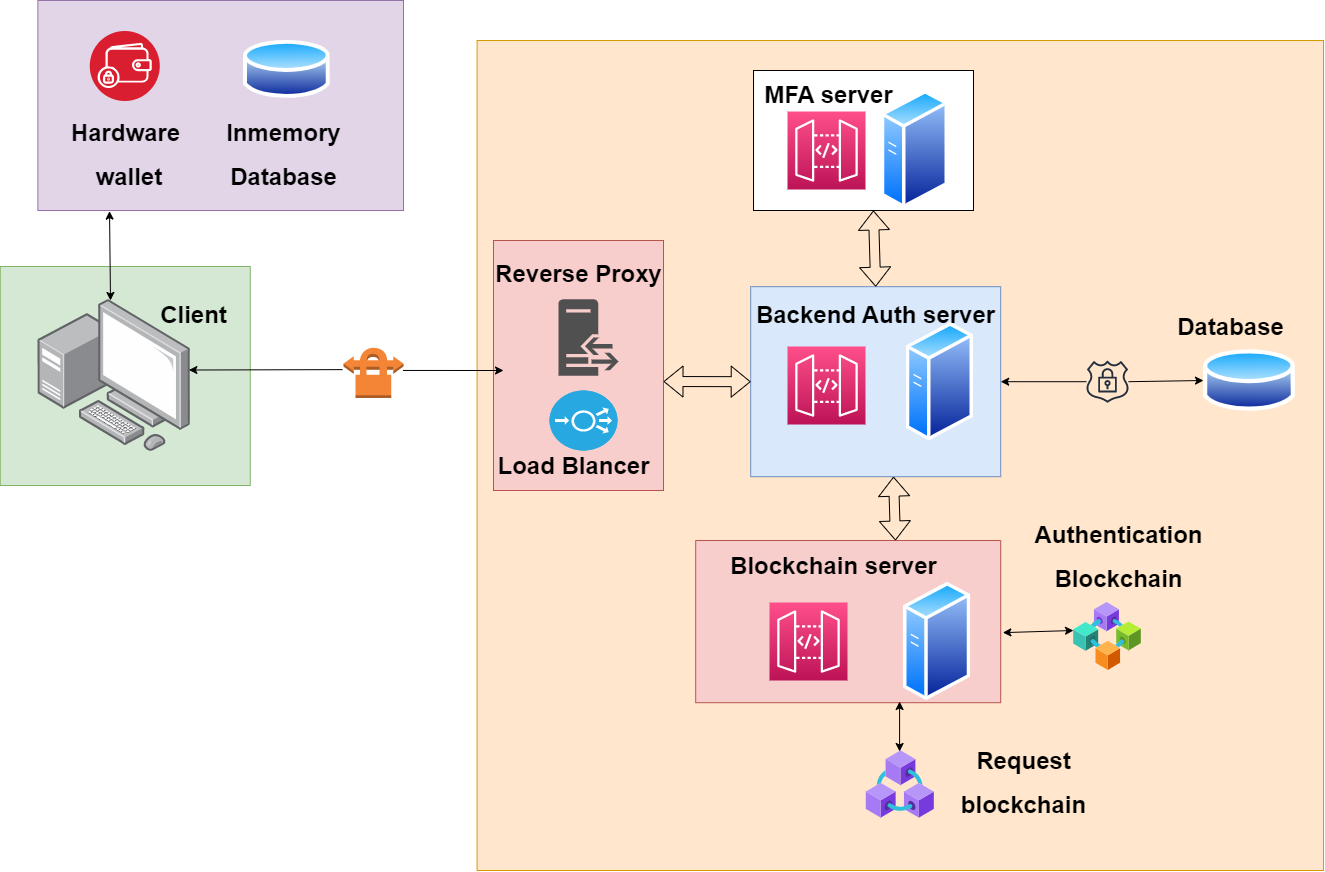 Hardware
wallet
Inmemory
Database
MFA server
Reverse Proxy
Load Blancer
Client
Backend Auth server
Database
Blockchain server
Authentication
Blockchain
Request
blockchain